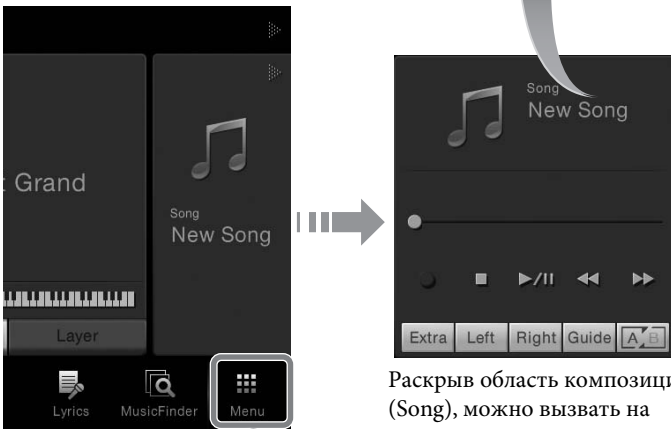 t Grand
Song
New Song
Layer
Lyrics
MusicFinder
Menu
Song
New Song
Extra
Left
Right
Guide
A B
Раскрыв область композици
(Song), можно вызвать на